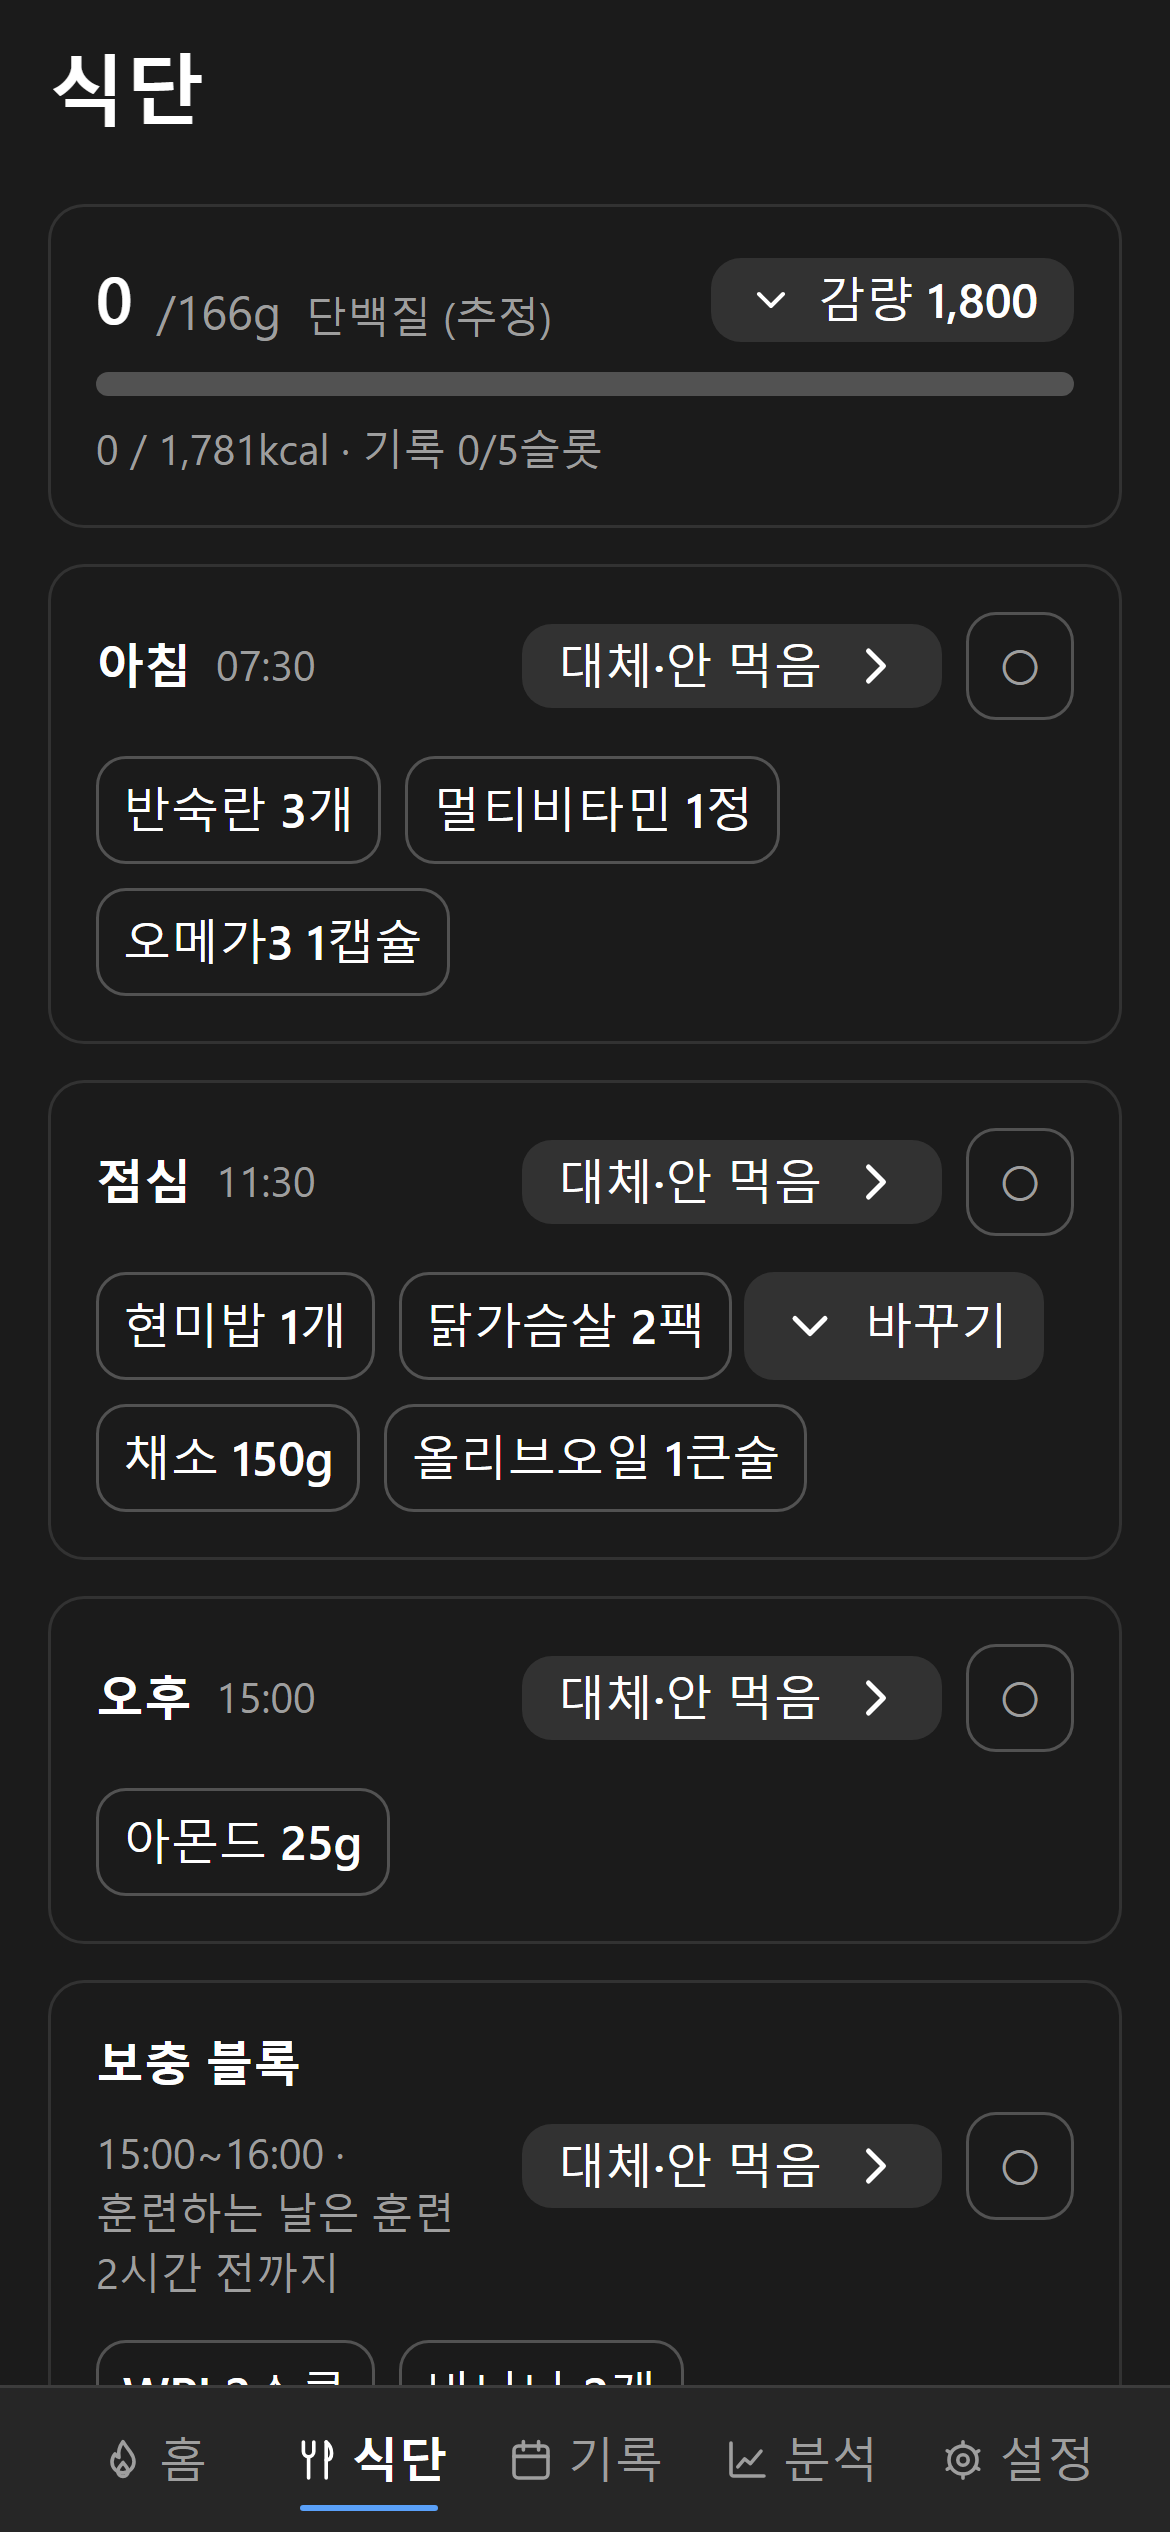 식단
0 /166g 단백질 (추정) 감량 1,800
0 / 1,781kcal · 기록 0/5슬롯
아침 07:30 대체·안 먹음
반숙란 3개 멀티비타민 1정
오메가3 1캡슐
점심 11:30 대체·안 먹음
현미밥 1개 닭가슴살 2팩 바꾸기
채소 150g 올리브오일 1큰술
오후 15:00 대체·안 먹음
아몬드 25g
보충 블록
15:00~16:00 ·
훈련하는 날은 훈련
2시간 전까지
대체·안 먹음
홈 식단 기록 분석 설정